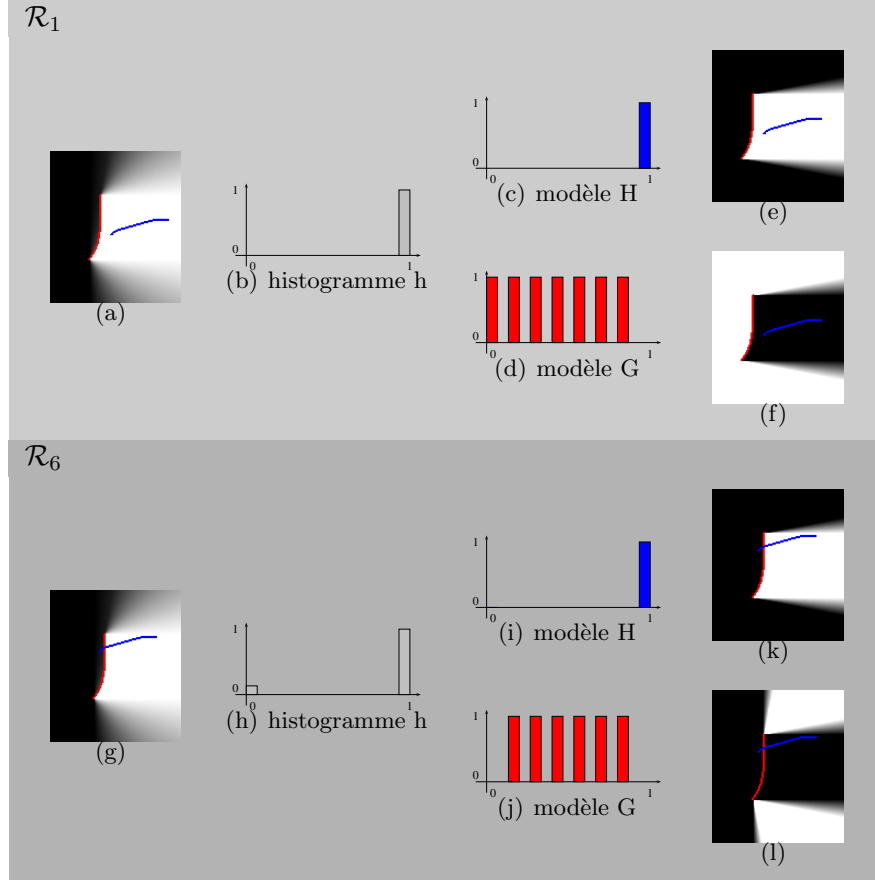 R₁
1
0
0
1
(a)
1
0
0
1
(b) histogramme h
(c) modèle H
(e)
1
0
0
1
(d) modèle G
(f)
R₆
1
0
0
1
(i) modèle H
(k)
(g)
1
0
0
1
(h) histogramme h
1
0
0
1
(j) modèle G
(l)